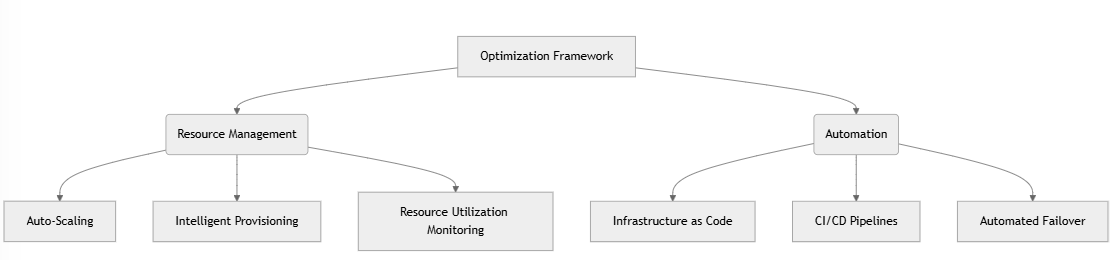 Optimization Framework
Resource Management
Automation
Auto-Scaling
Intelligent Provisioning
Resource Utilization
Monitoring
Infrastructure as Code
CI/CD Pipelines
Automated Failover